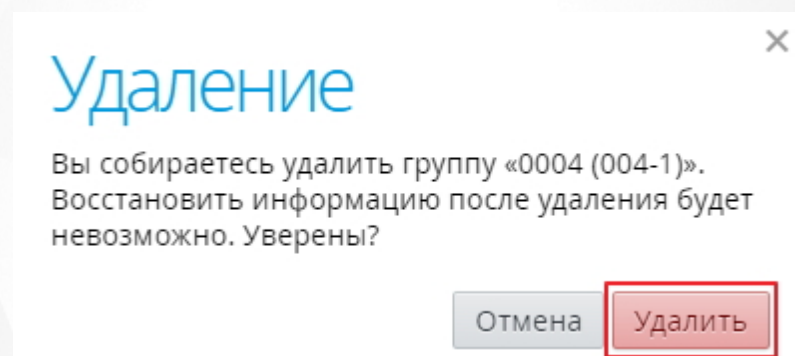 Удаление
Вы собираетесь удалить группу «0004 (004-1)».
Восстановить информацию после удаления будет
невозможно. Уверены?
Отмена Удалить